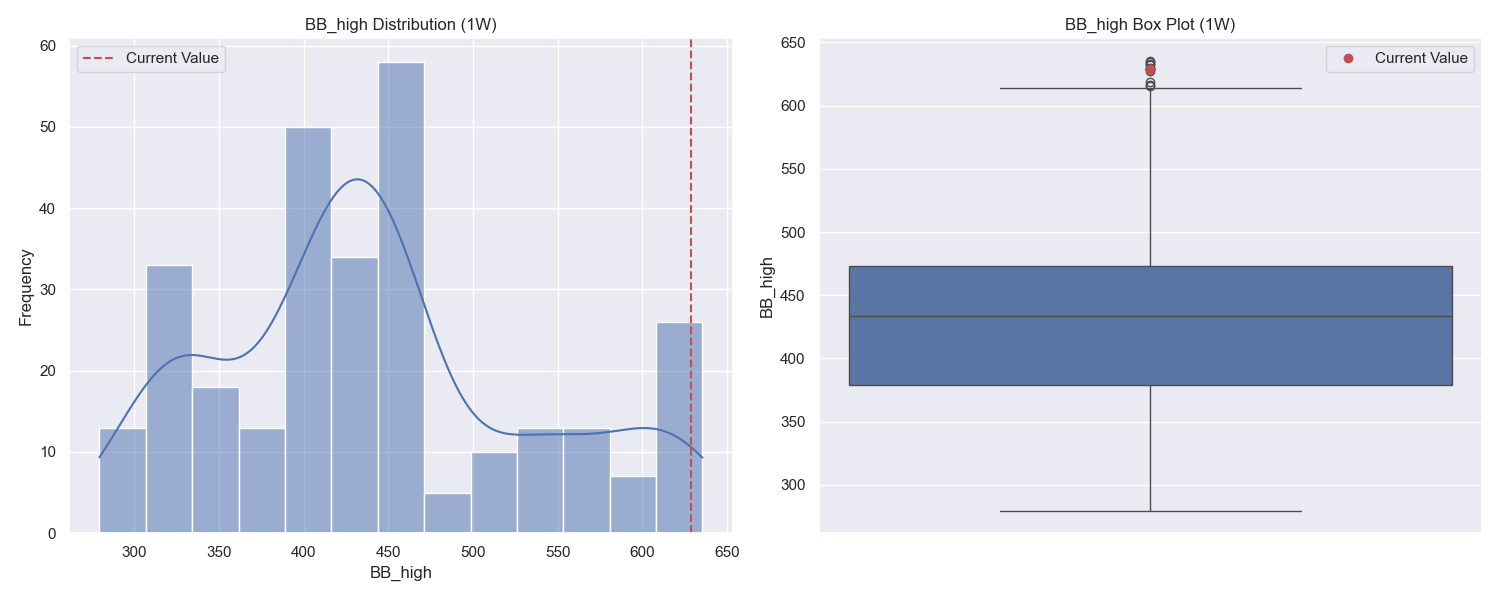 BB_high Distribution (1W)
Current Value
60
50
40
30
20
10
0
Frequency
300 350 400 450 500 550 600 650
BB_high
BB_high Box Plot (1W)
Current Value
650
600
550
500
450
400
350
300
BB_high